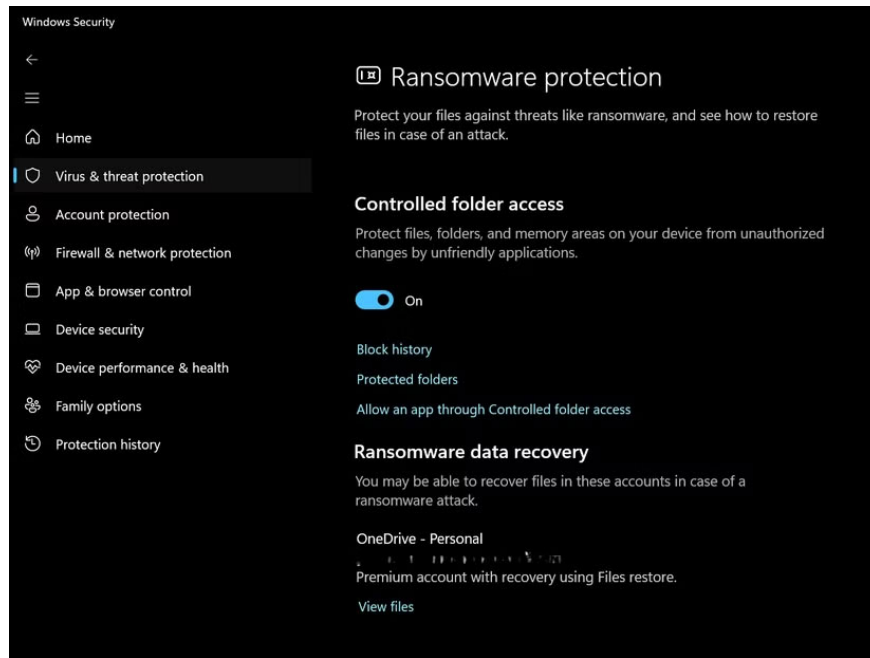 Windows Security
Home
Virus & threat protection
Account protection
Firewall & network protection
App & browser control
Device security
Device performance & health
Family options
Protection history
Ransomware protection
Protect your files against threats like ransomware, and see how to restore
files in case of an attack.
Controlled folder access
Protect files, folders, and memory areas on your device from unauthorized
changes by unfriendly applications.
On
Block history
Protected folders
Allow an app through Controlled folder access
Ransomware data recovery
You may be able to recover files in these accounts in case of a
ransomware attack.
OneDrive - Personal
Premium account with recovery using Files restore.
View files